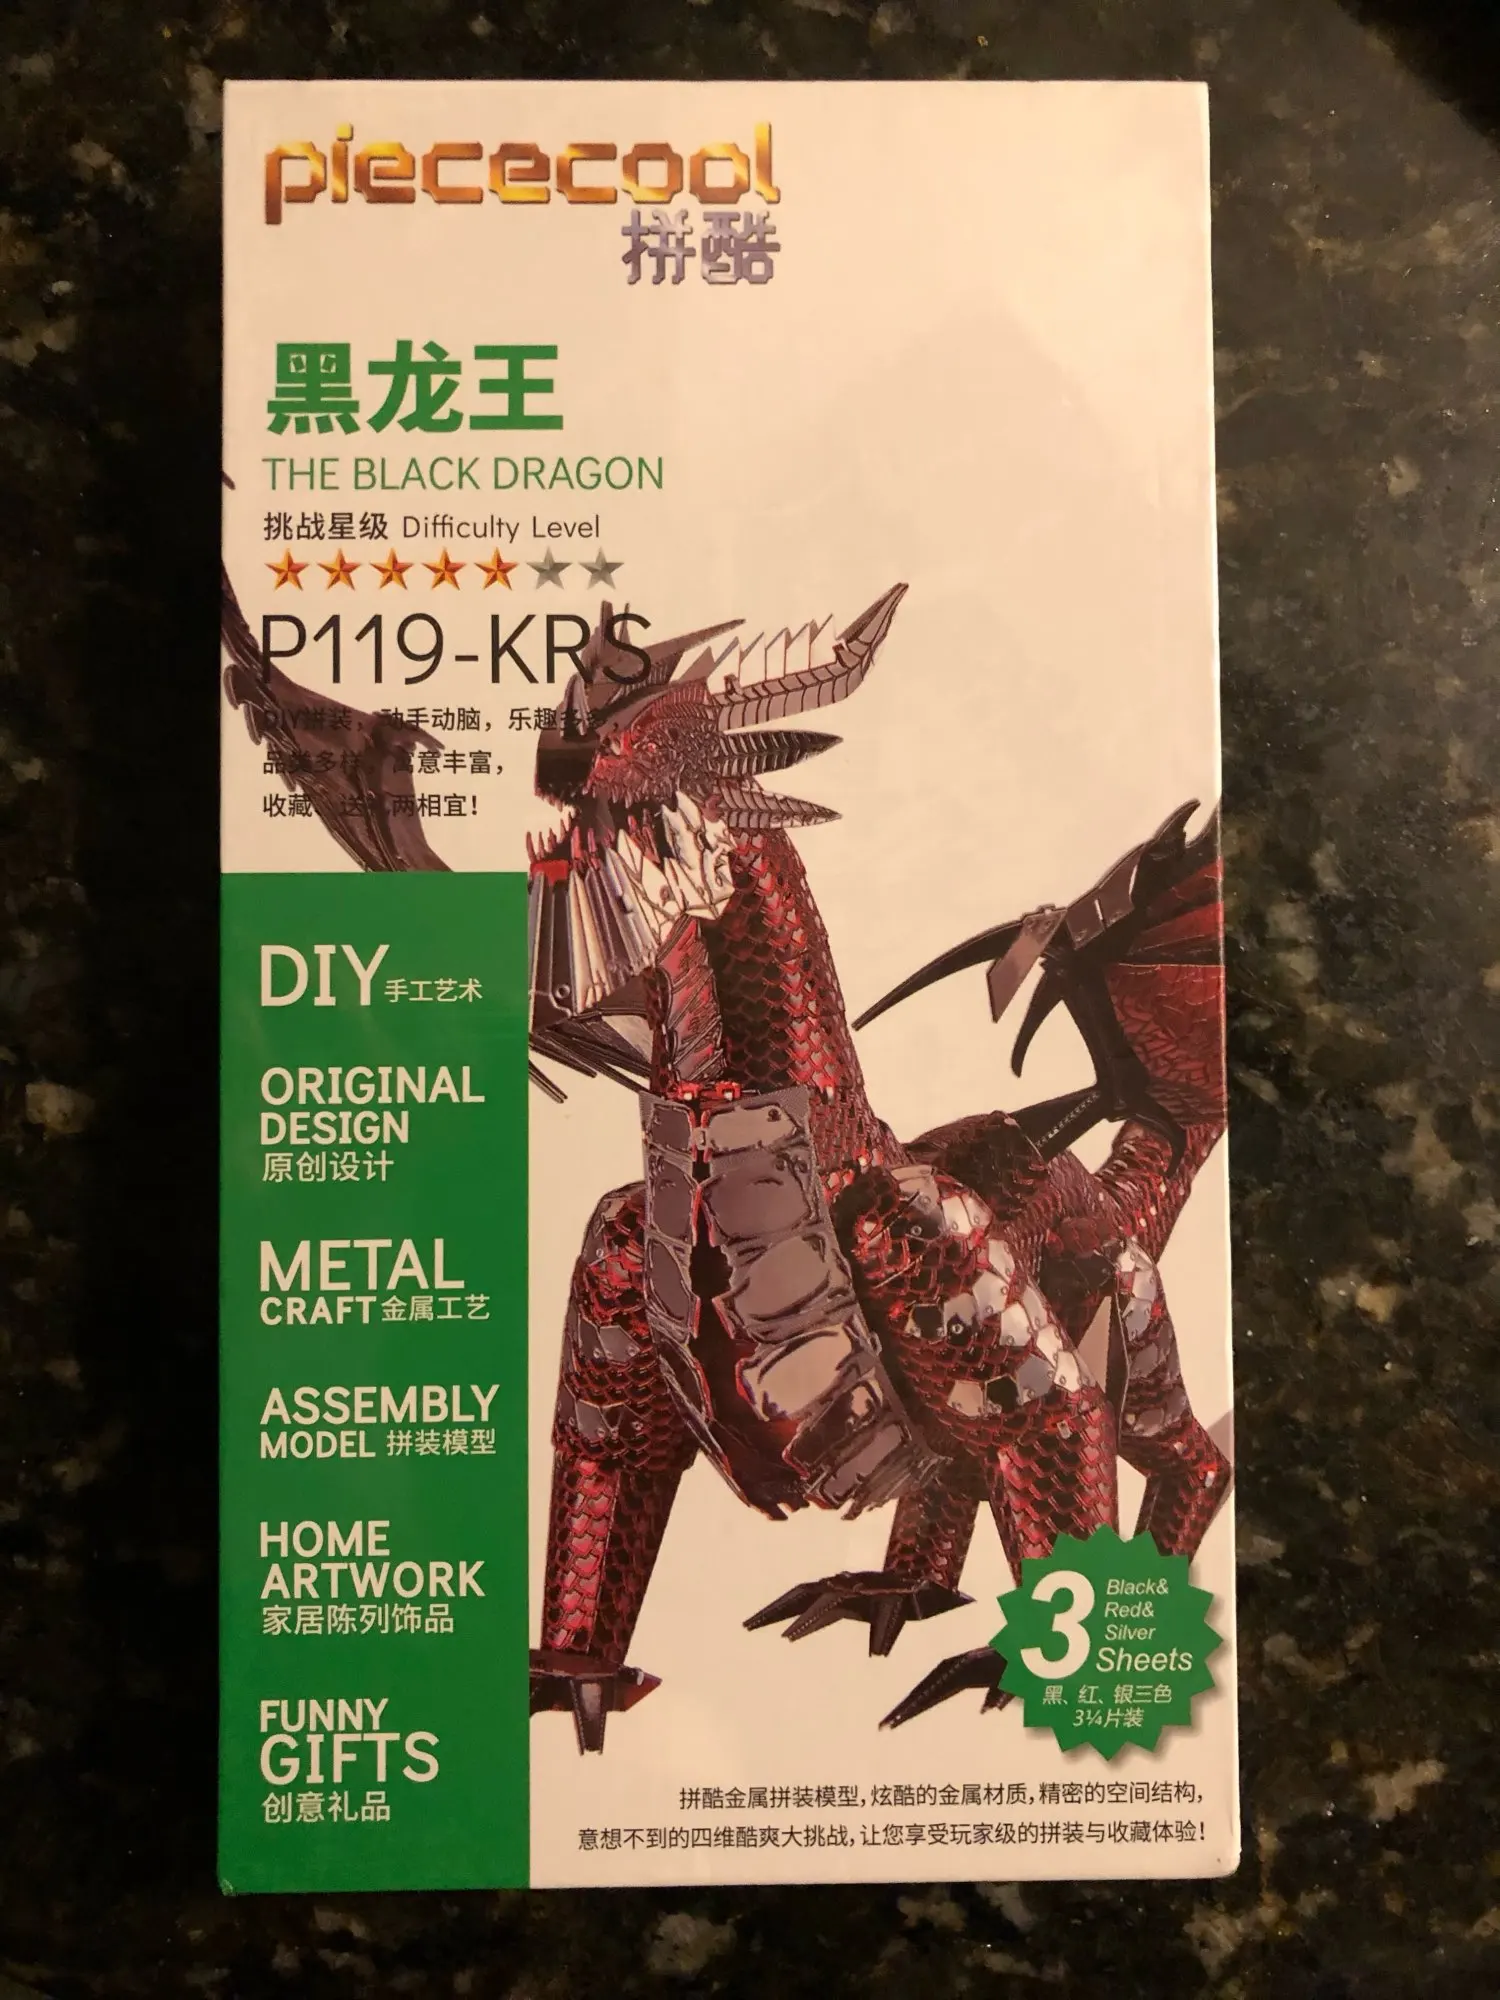 piececool
拼酷
黑龙王
THE BLACK DRAGON
挑战星级 Difficulty Level
P119-KRS
DIY拼装，动手动脑，乐趣多多，
品类多样，寓意丰富，
收藏、送礼两相宜！
DIY手工艺术
ORIGINAL
DESIGN
原创设计
METAL
CRAFT金属工艺
ASSEMBLY
MODEL 拼装模型
HOME
ARTWORK
家居陈列饰品
FUNNY
GIFTS
创意礼品
3 Black&
Red&
Silver
Sheets
黑、红、银三色
3¼片装
拼酷金属拼装模型，炫酷的金属材质，精密的空间结构，
意想不到的四维酷爽大挑战，让您享受玩家级的拼装与收藏体验！